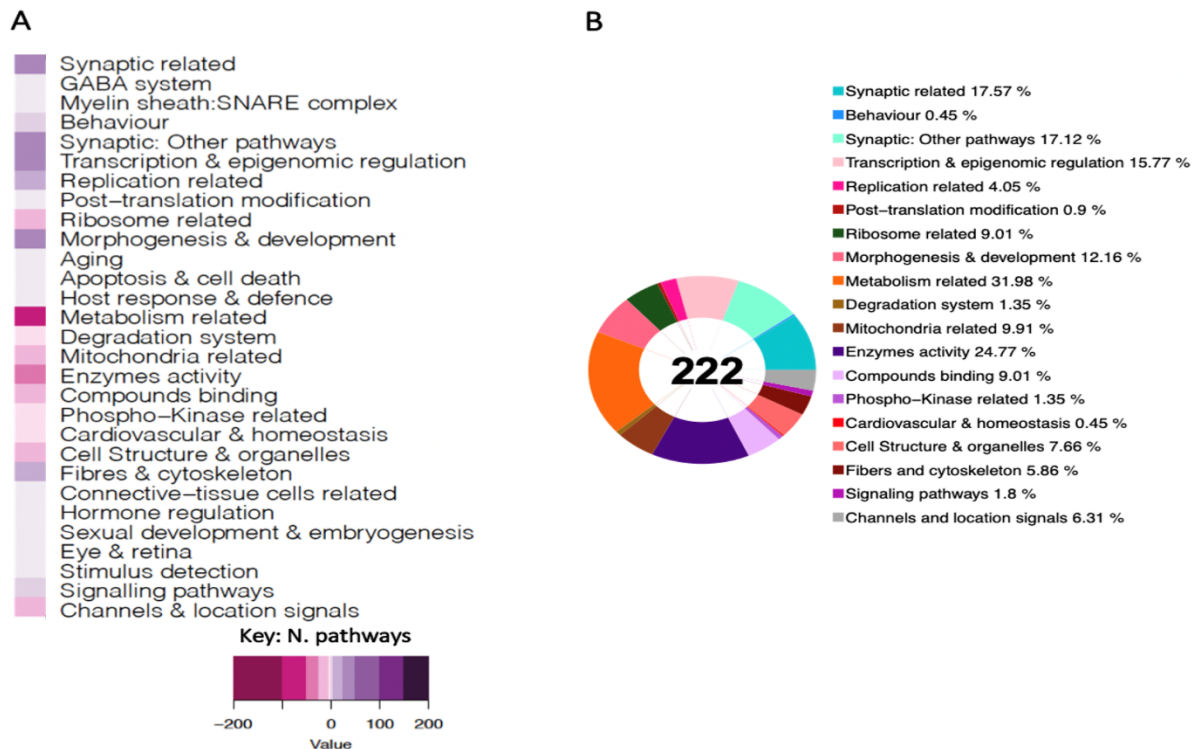 A
Synaptic related
GABA system
Myelin sheath:SNARE complex
Behaviour
Synaptic: Other pathways
Transcription & epigenomic regulation
Replication related
Post−translation modification
Ribosome related
Morphogenesis & development
Aging
Apoptosis & cell death
Host response & defence
Metabolism related
Degradation system
Mitochondria related
Enzymes activity
Compounds binding
Phospho−Kinase related
Cardiovascular & homeostasis
Cell Structure & organelles
Fibres & cytoskeleton
Connective−tissue cells related
Hormone regulation
Sexual development & embryogenesis
Eye & retina
Stimulus detection
Signalling pathways
Channels & location signals
Key: N. pathways
−200 0 100 200
Value
B
222
Synaptic related 17.57 %
Behaviour 0.45 %
Synaptic: Other pathways 17.12 %
Transcription & epigenomic regulation 15.77 %
Replication related 4.05 %
Post−translation modification 0.9 %
Ribosome related 9.01 %
Morphogenesis & development 12.16 %
Metabolism related 31.98 %
Degradation system 1.35 %
Mitochondria related 9.91 %
Enzymes activity 24.77 %
Compounds binding 9.01 %
Phospho−Kinase related 1.35 %
Cardiovascular & homeostasis 0.45 %
Cell Structure & organelles 7.66 %
Fibers and cytoskeleton 5.86 %
Signaling pathways 1.8 %
Channels and location signals 6.31 %